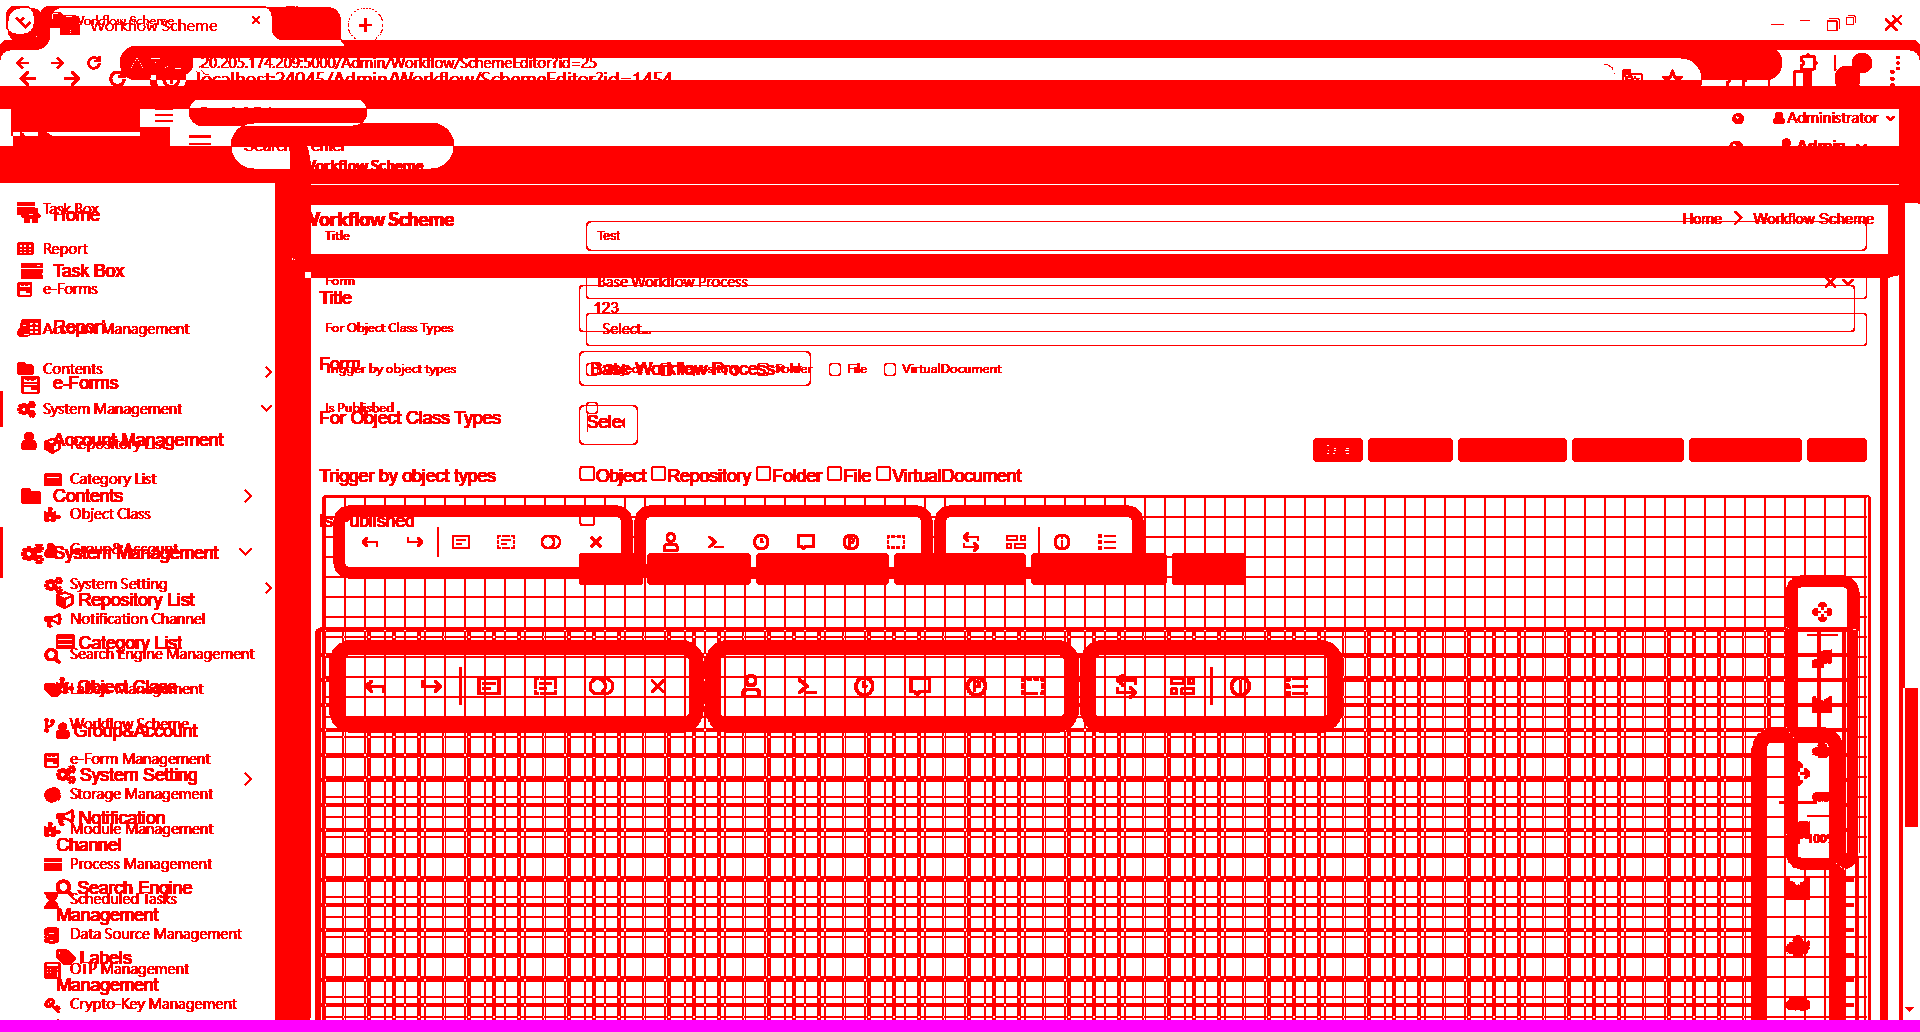 Workflow Scheme
Workflow Scheme
20.205.174.209:5000/Admin/Workflow/SchemeEditor?id=25
localhost:24045/Admin/Workflow/SchemeEditor?id=1454
Administrator
Admin
Workflow Scheme
Task Box
Home
Workflow Scheme
Home > Workflow Scheme
Title
Test
Report
Task Box
e-Forms
Form
Base Workflow Process
Title
123
Report
Account Management
For Object Class Types
Select...
Form
Base Workflow Process
Trigger by object types
Folder
File
VirtualDocument
Contents
e-Forms
System Management
Is Published
For Object Class Types
Account Management
Repository List
Category List
Trigger by object types
Object
Repository
Folder
File
VirtualDocument
Contents
Object Class
Is Published
Group&Account
System Management
System Setting
Repository List
Notification Channel
Category List
Search Engine Management
Object Class
Workflow Scheme
Group&Account
e-Form Management
System Setting
Storage Management
Notification
Channel
Module Management
100%
Process Management
Search Engine
Management
Scheduled Tasks
Data Source Management
Labels
Management
OTP Management
Crypto-Key Management